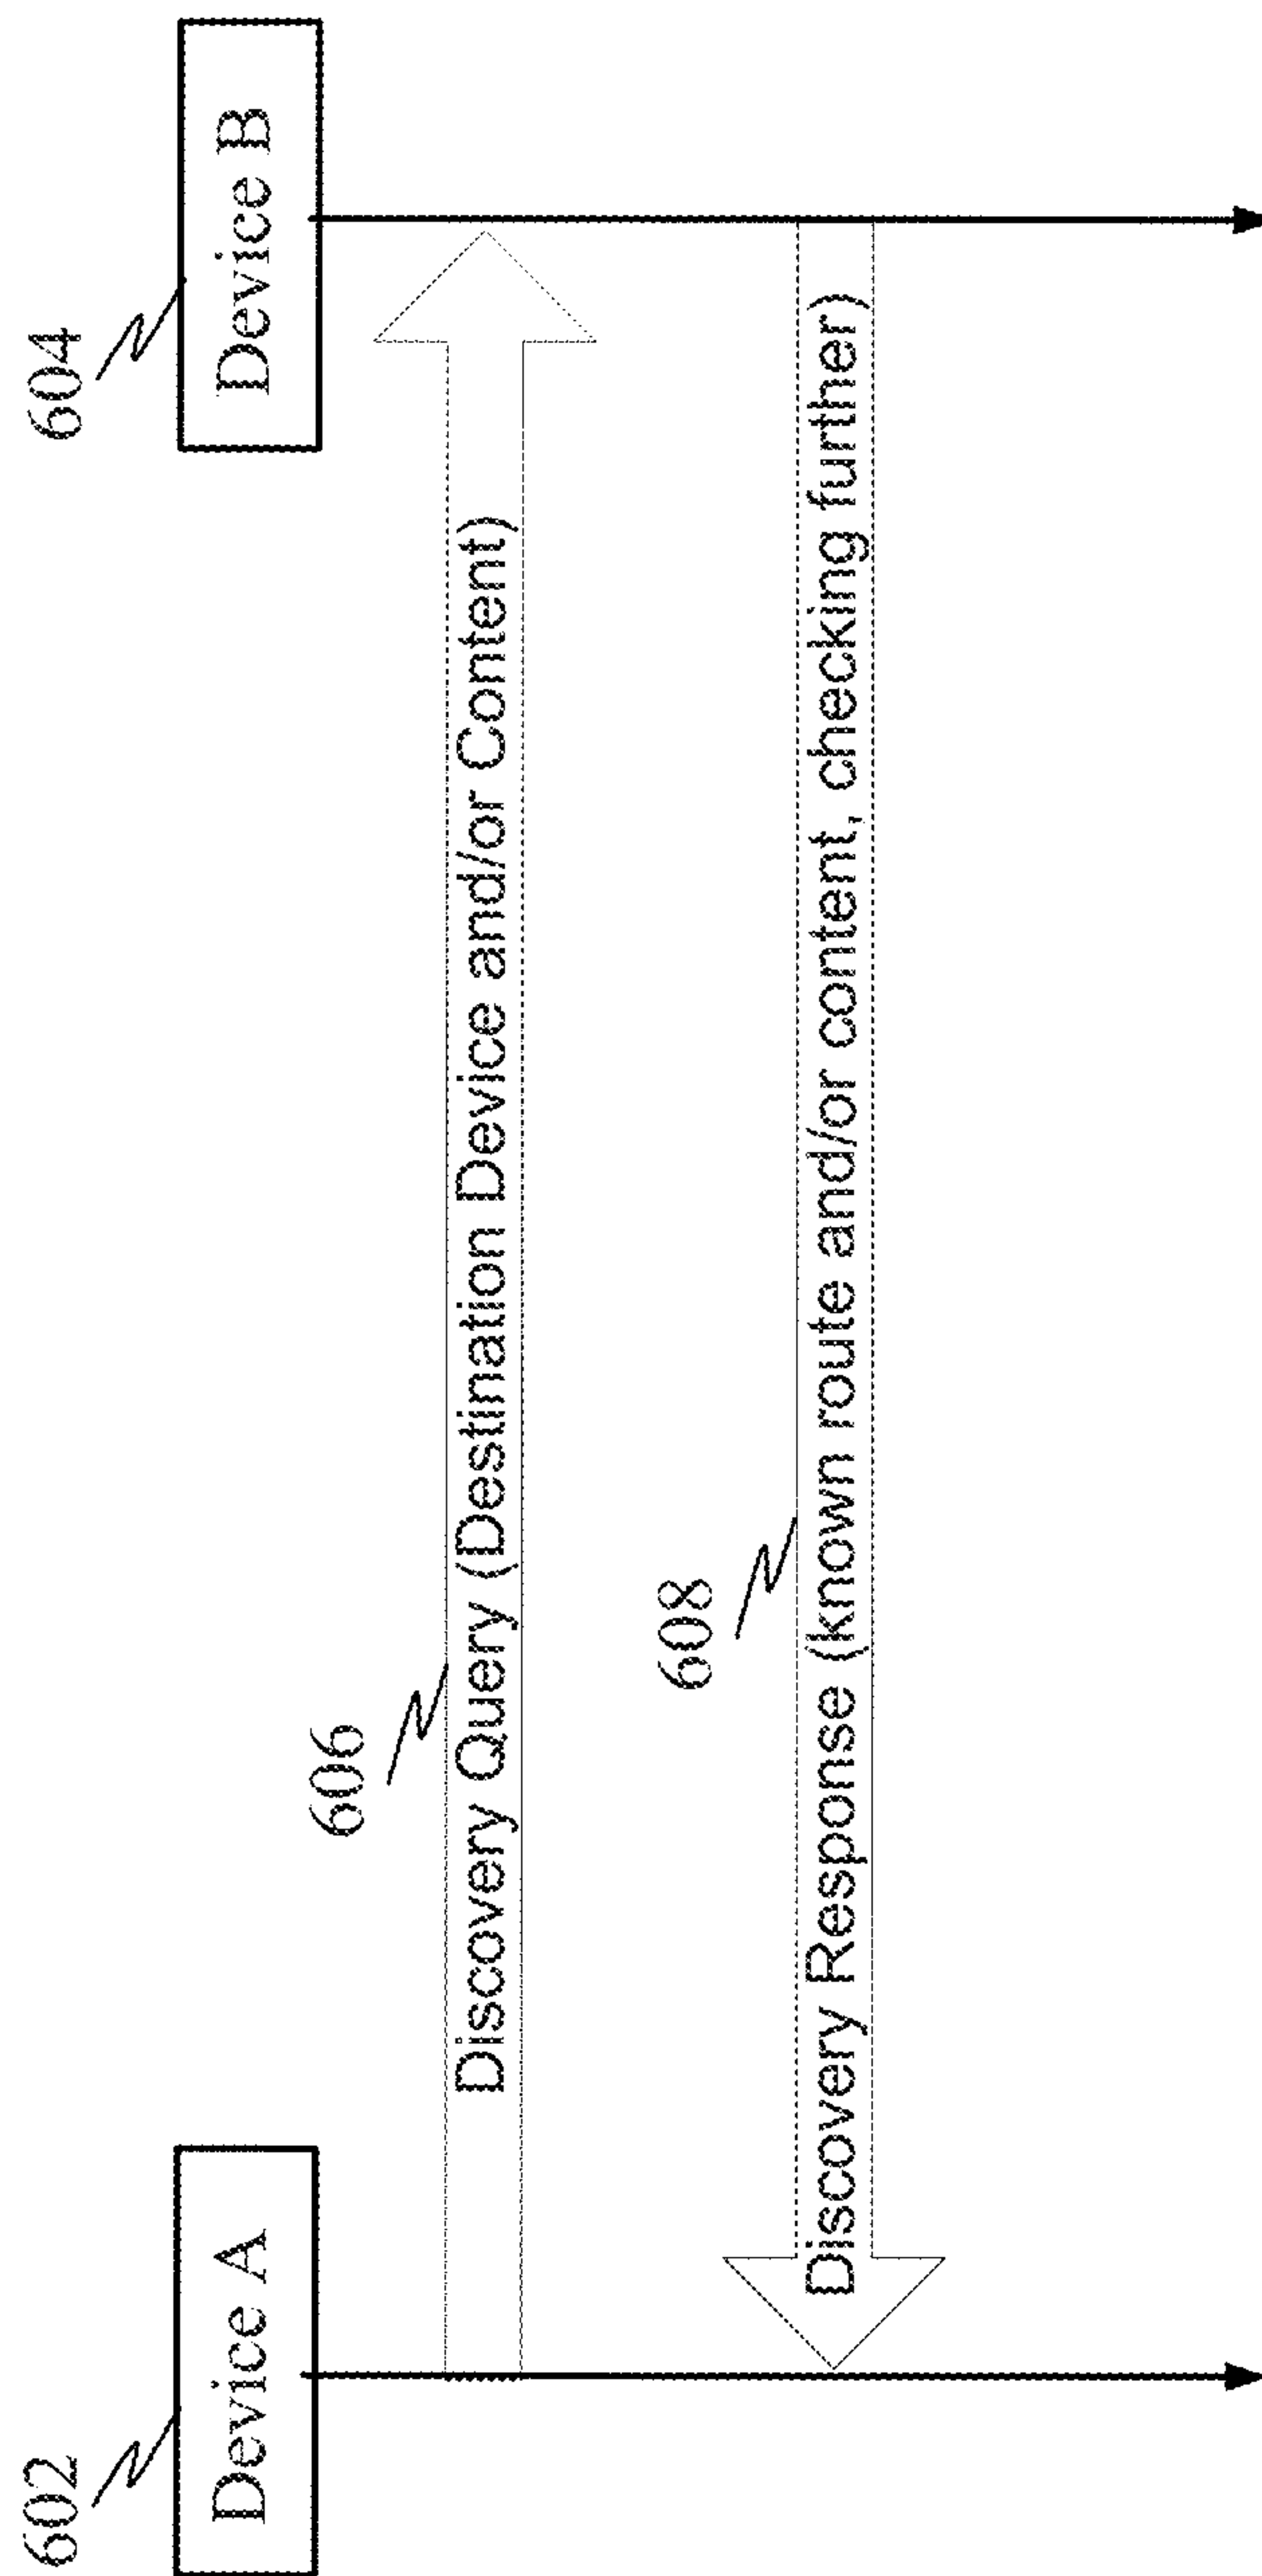 602
Device A
604
Device B
606
Discovery Query (Destination Device and/or Content)
608
Discovery Response (known route and/or content, checking further)